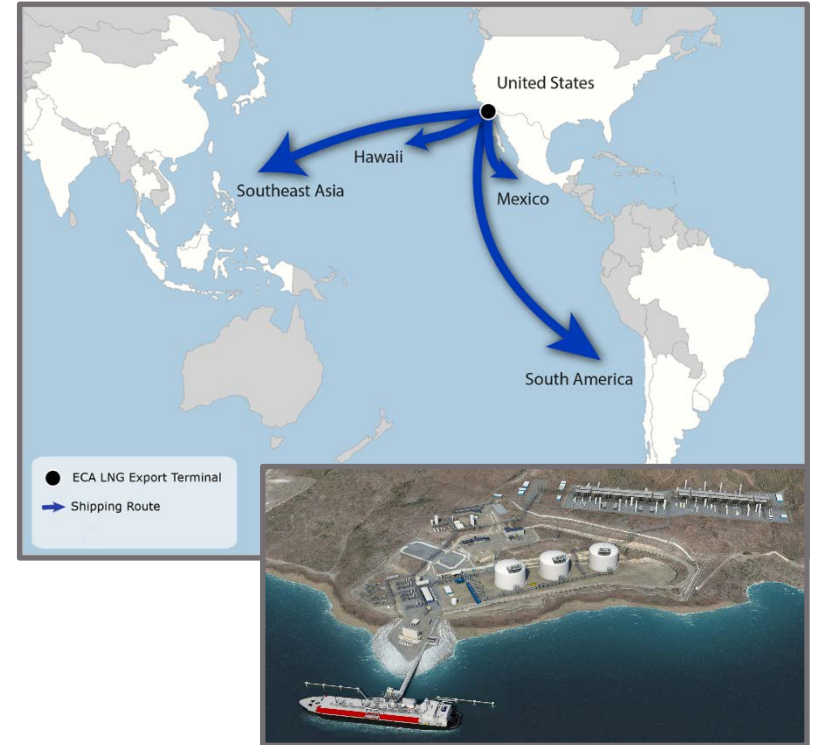 United States
Hawaii
Southeast Asia
Mexico
South America
ECA LNG Export Terminal
Shipping Route